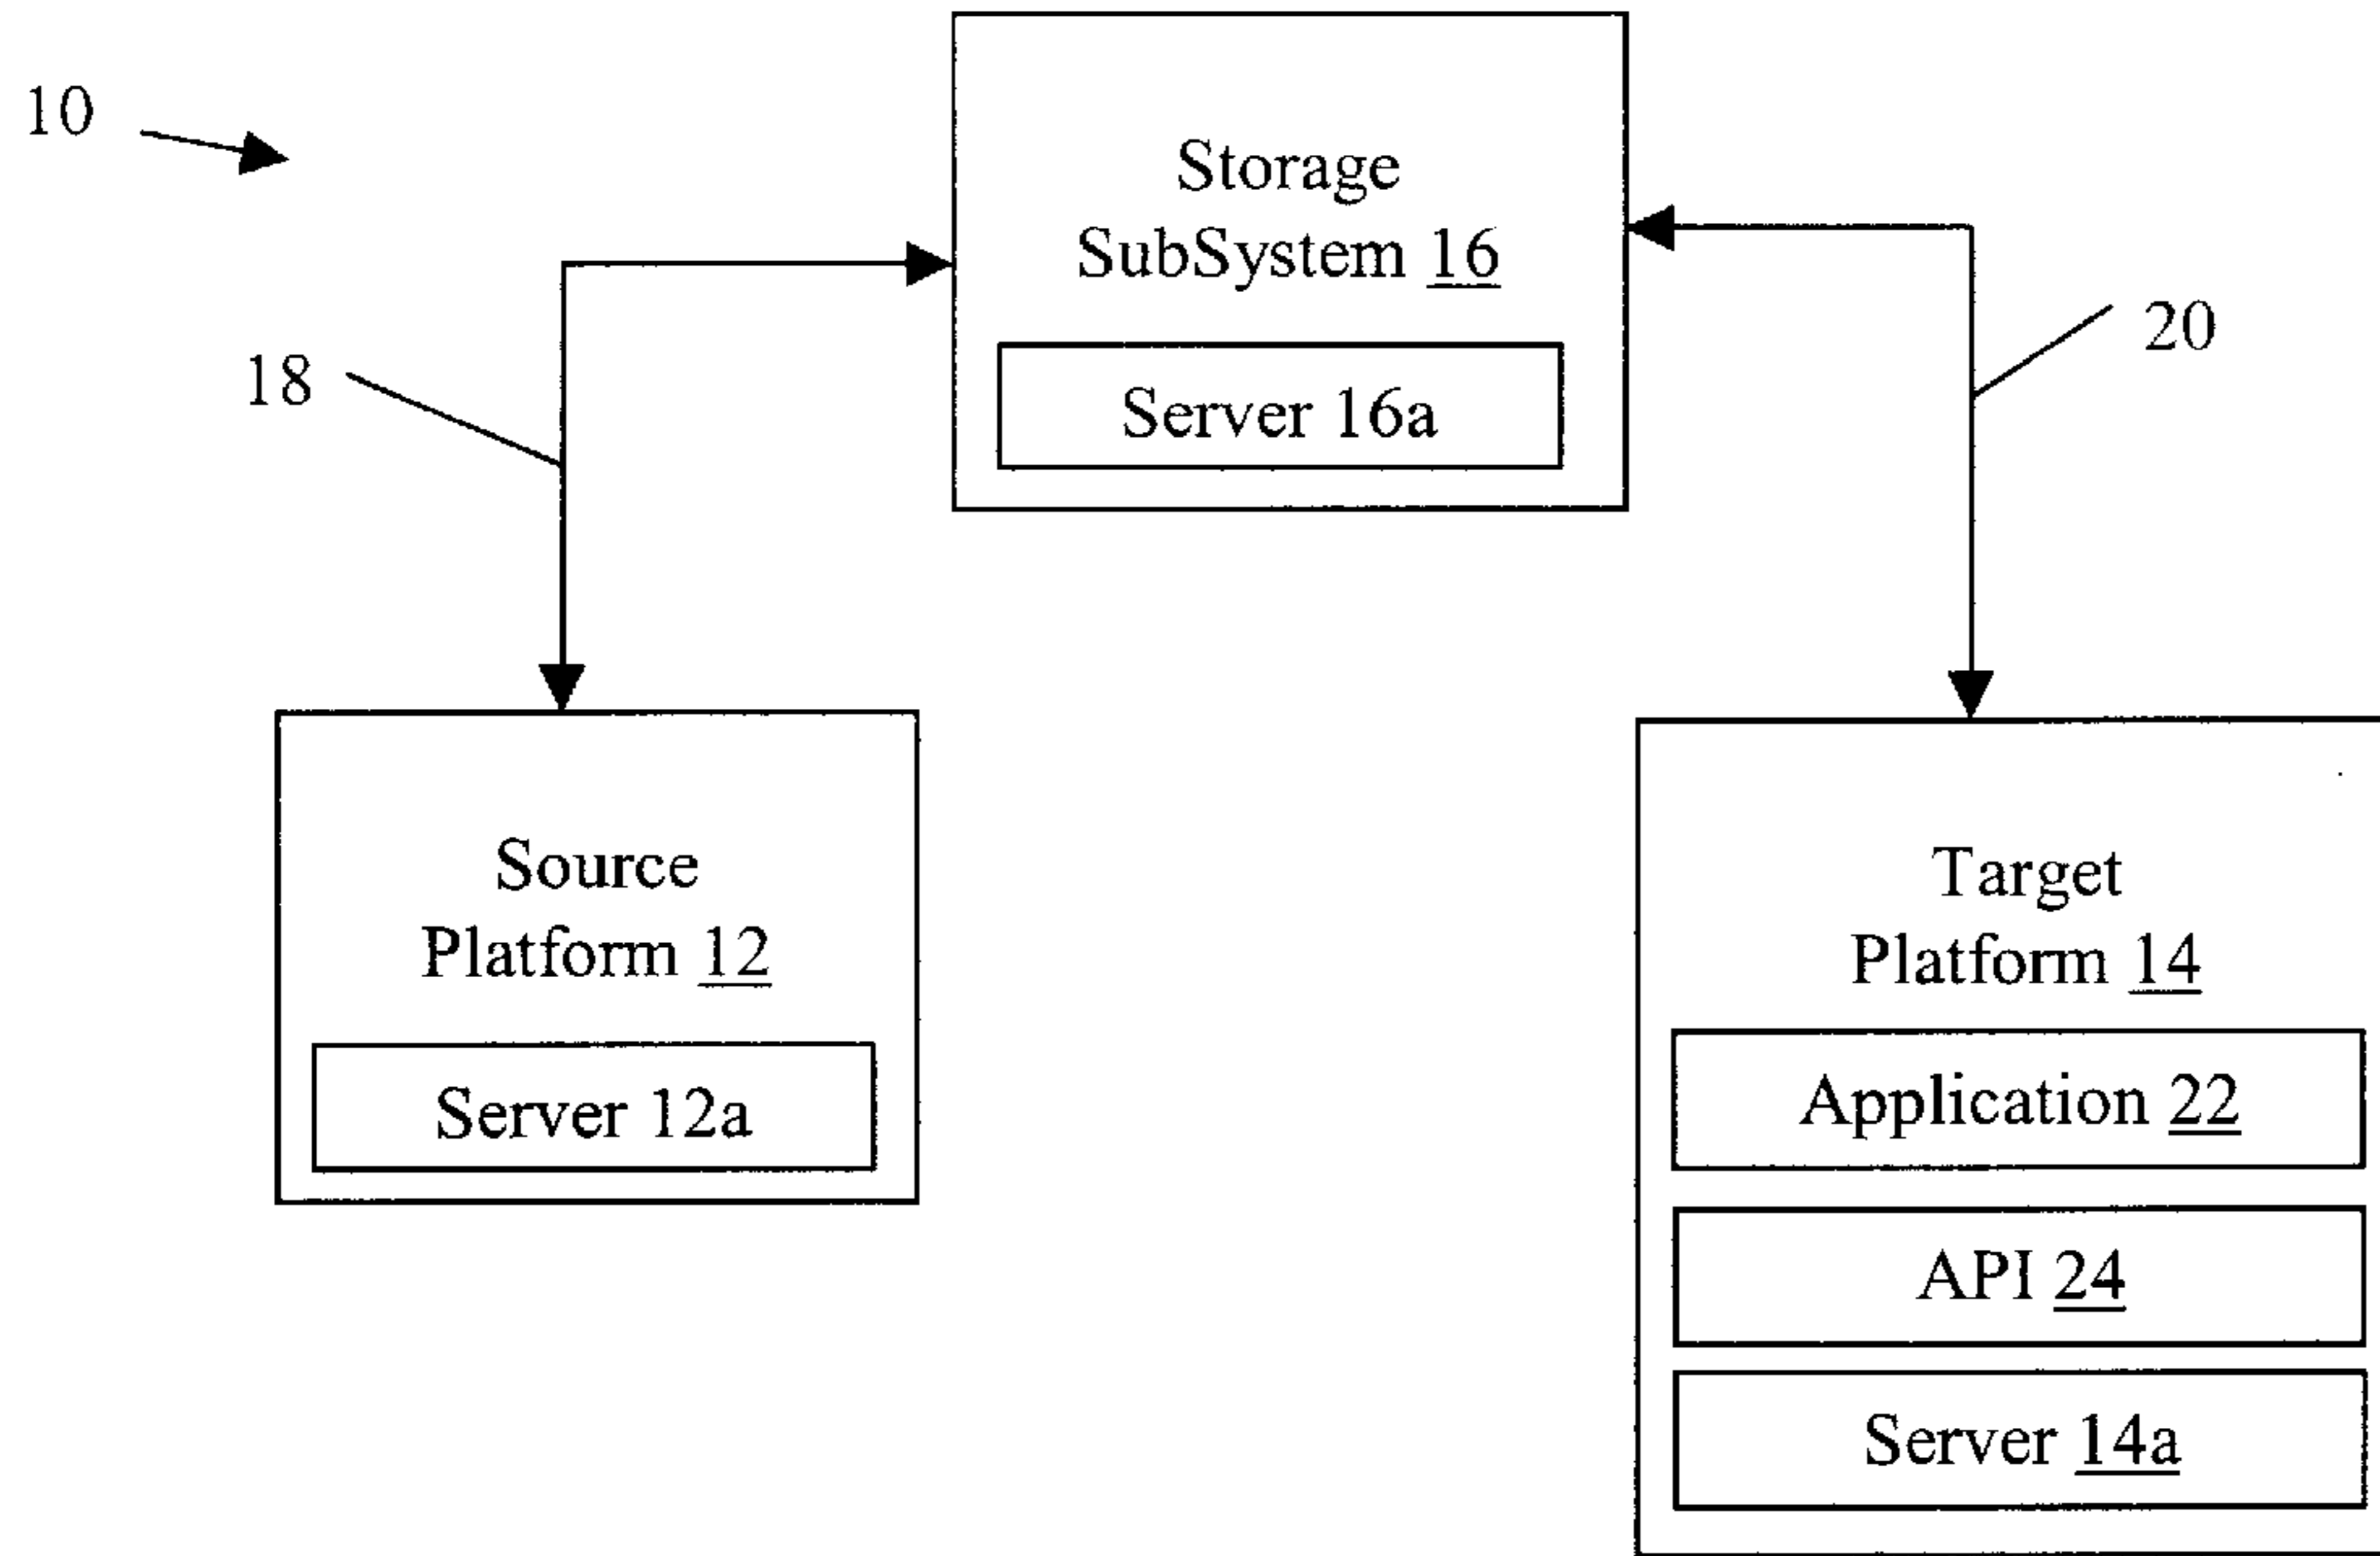 10
Storage
SubSystem 16
Server 16a
18
20
Source
Platform 12
Server 12a
Target
Platform 14
Application 22
API 24
Server 14a